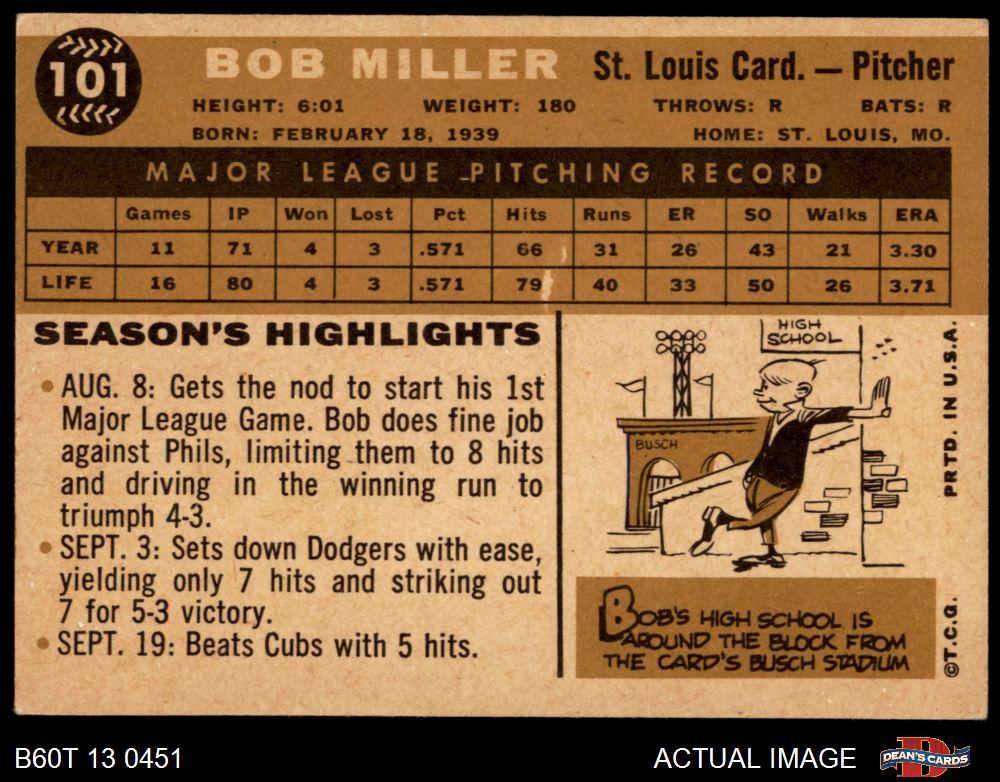 101
BOB MILLER St. Louis Card. — Pitcher
HEIGHT: 6:01 WEIGHT: 180 THROWS: R BATS: R
BORN: FEBRUARY 18, 1939 HOME: ST. LOUIS, MO.
MAJOR LEAGUE PITCHING RECORD
Games IP Won Lost Pct Hits Runs ER SO Walks ERA
YEAR 11 71 4 3 .571 66 31 26 43 21 3.30
LIFE 16 80 4 3 .571 79 40 33 50 26 3.71
SEASON'S HIGHLIGHTS
• AUG. 8: Gets the nod to start his 1st
Major League Game. Bob does fine job
against Phils, limiting them to 8 hits
and driving in the winning run to
triumph 4-3.
• SEPT. 3: Sets down Dodgers with ease,
yielding only 7 hits and striking out
7 for 5-3 victory.
• SEPT. 19: Beats Cubs with 5 hits.
HIGH
SCHOOL
BUSCH
BOB'S HIGH SCHOOL IS
AROUND THE BLOCK FROM
THE CARD'S BUSCH STADIUM
©T.C.G. PRTD. IN U.S.A.
B60T 13 0451 ACTUAL IMAGE DEAN'S CARDS